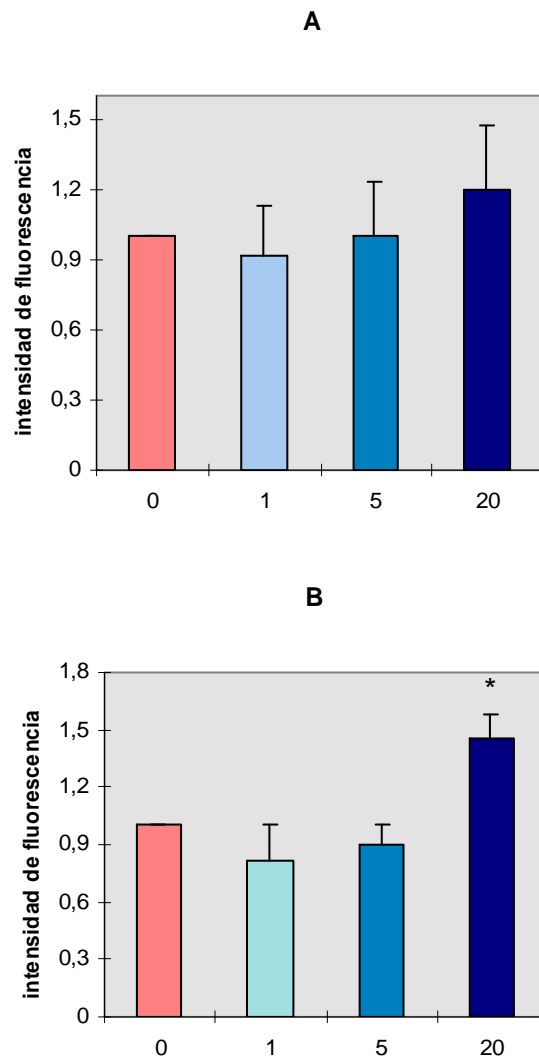 A
intensidad de fluorescencia
1,5
1,2
0,9
0,6
0,3
0
0 1 5 20
B
intensidad de fluorescencia
1,8
*
1,5
1,2
0,9
0,6
0,3
0
0 1 5 20